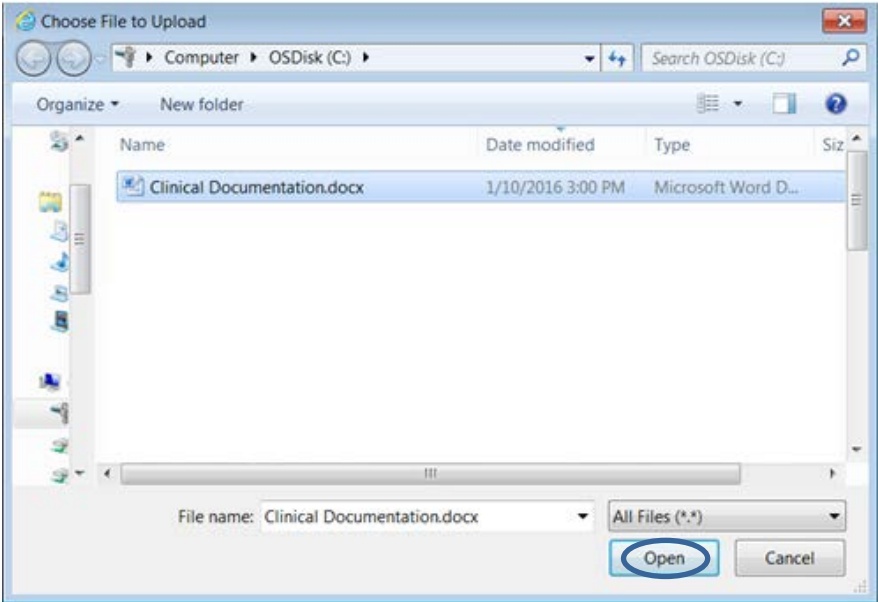 Choose File to Upload
Computer OSDisk (C:) Search OSDisk (C:)
Organize New folder
Name Date modified Type Siz
Clinical Documentation.docx 1/10/2016 3:00 PM Microsoft Word D...
File name: Clinical Documentation.docx All Files (*.*)
Open Cancel